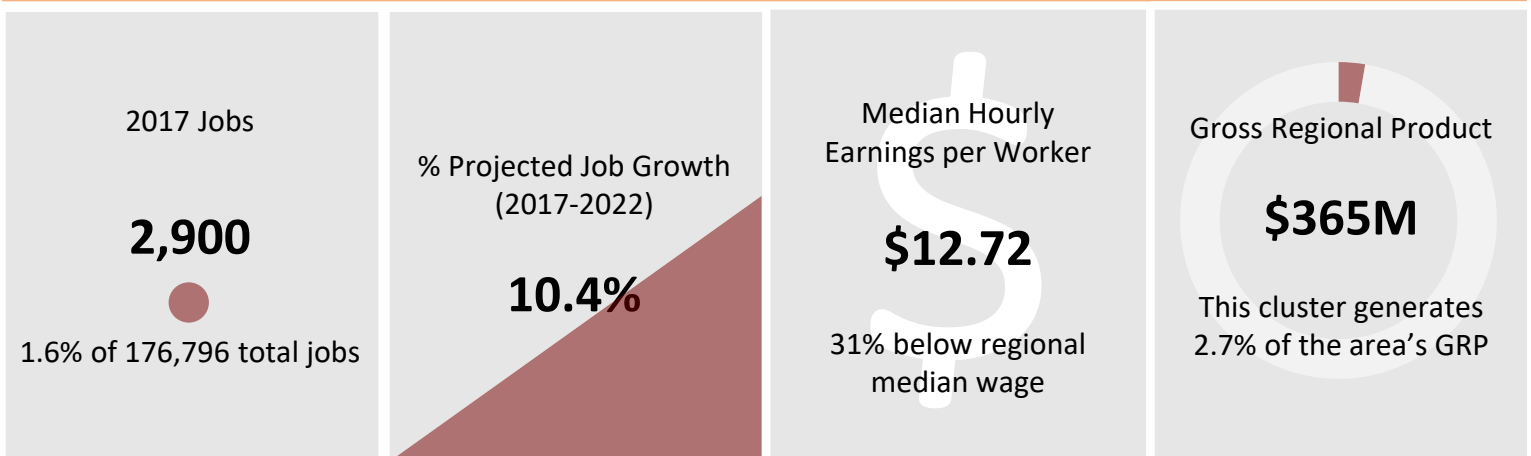 2017 Jobs
2,900
1.6% of 176,796 total jobs
% Projected Job Growth
(2017-2022)
10.4%
Median Hourly
Earnings per Worker
$12.72
31% below regional
median wage
Gross Regional Product
$365M
This cluster generates
2.7% of the area’s GRP